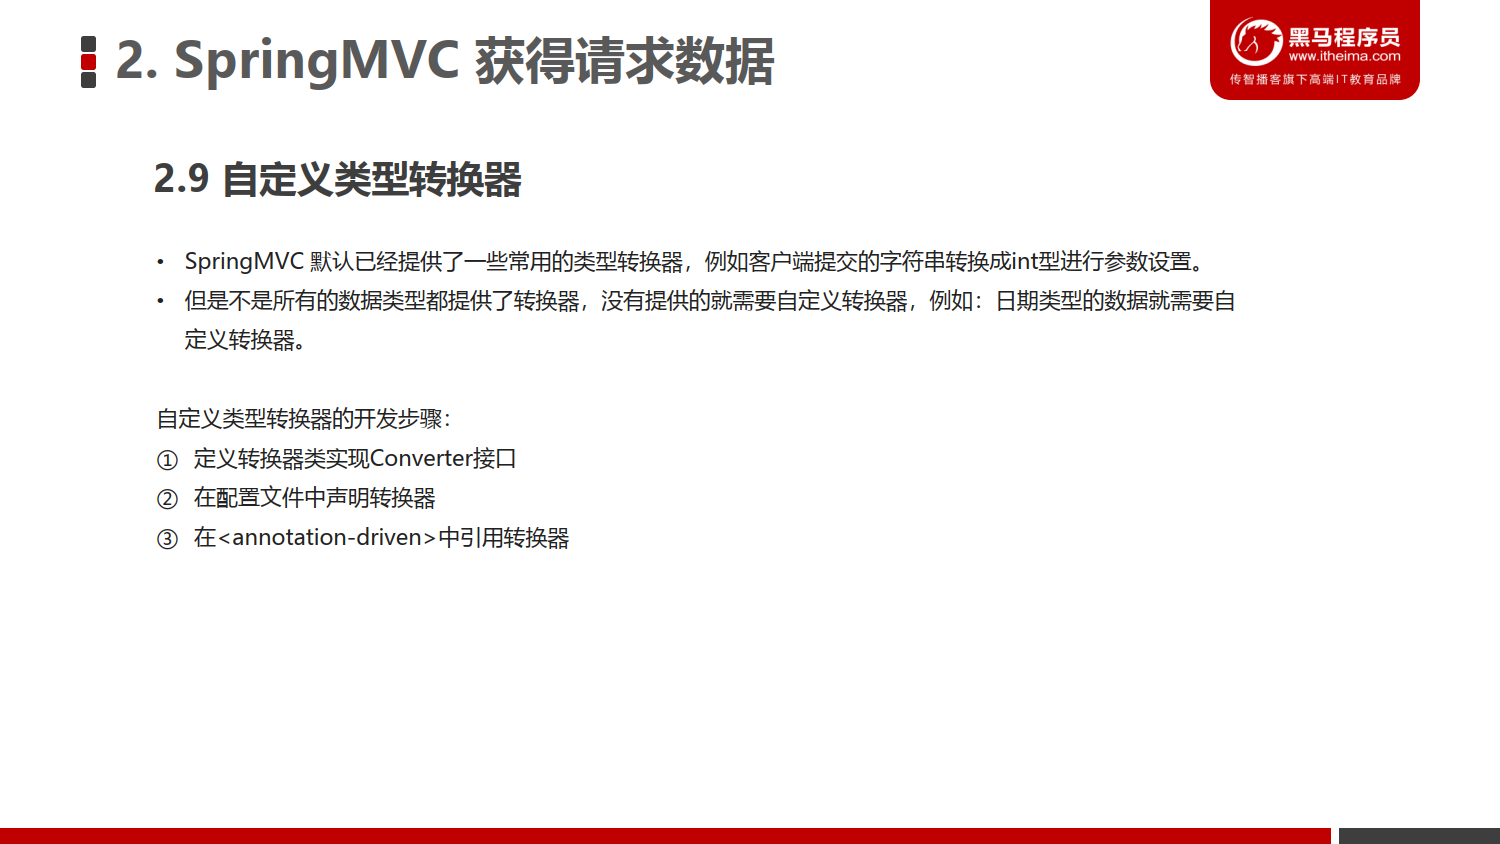 2. SpringMVC 获得请求数据
黑马程序员
www.itheima.com
传智播客旗下高端IT教育品牌
2.9 自定义类型转换器
• SpringMVC 默认已经提供了一些常用的类型转换器，例如客户端提交的字符串转换成int型进行参数设置。
• 但是不是所有的数据类型都提供了转换器，没有提供的就需要自定义转换器，例如：日期类型的数据就需要自
定义转换器。
自定义类型转换器的开发步骤：
① 定义转换器类实现Converter接口
② 在配置文件中声明转换器
③ 在<annotation-driven>中引用转换器